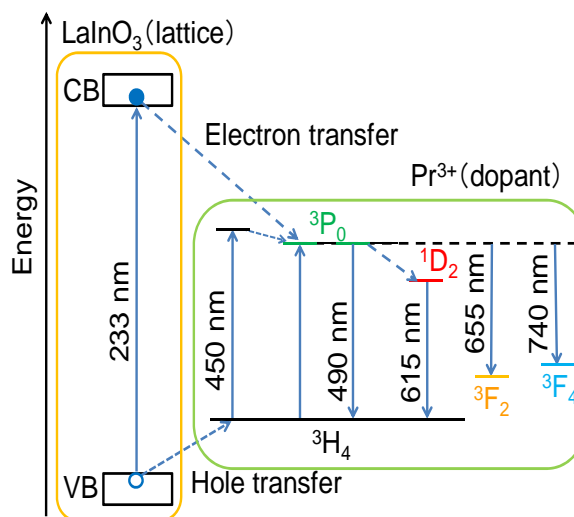 LaInO₃(lattice)
CB
Electron transfer
Pr³⁺(dopant)
³P₀
¹D₂
Energy
233 nm
450 nm
490 nm
615 nm
655 nm
740 nm
³F₂
³F₄
³H₄
VB
Hole transfer